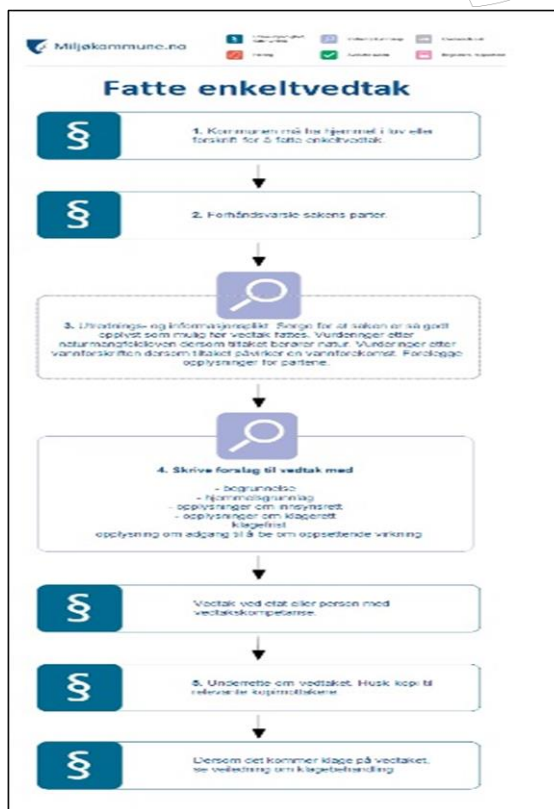 Miljøkommune.no
Fatte enkeltvedtak
§
1. Kommunen må ha hjemmel i lov eller
forskrift for å fatte enkeltvedtak.
§
2. Forhåndsvarsle sakens parter.
3. Utrednings- og informasjonsplikt. Sørge for at saken er så godt
opplyst som mulig før vedtak fattes. Vurderinger etter
naturmangfoldloven dersom tiltaket berører natur. Vurderinger etter
vannforskriften dersom tiltaket påvirker en vannforekomst. Forelegge
opplysninger for partene.
4. Skrive forslag til vedtak med
- begrunnelse
- hjemmelsgrunnlag
- opplysninger om innsynsrett
- opplysninger om klagerett
klagefrist
opplysning om adgang til å be om oppsettende virkning
§
Vedtak ved etat eller person med
vedtakskompetanse.
§
5. Underrette om vedtaket. Husk kopi til
relevante kopimottakere
§
Dersom det kommer klage på vedtaket,
se veiledning om klagebehandling